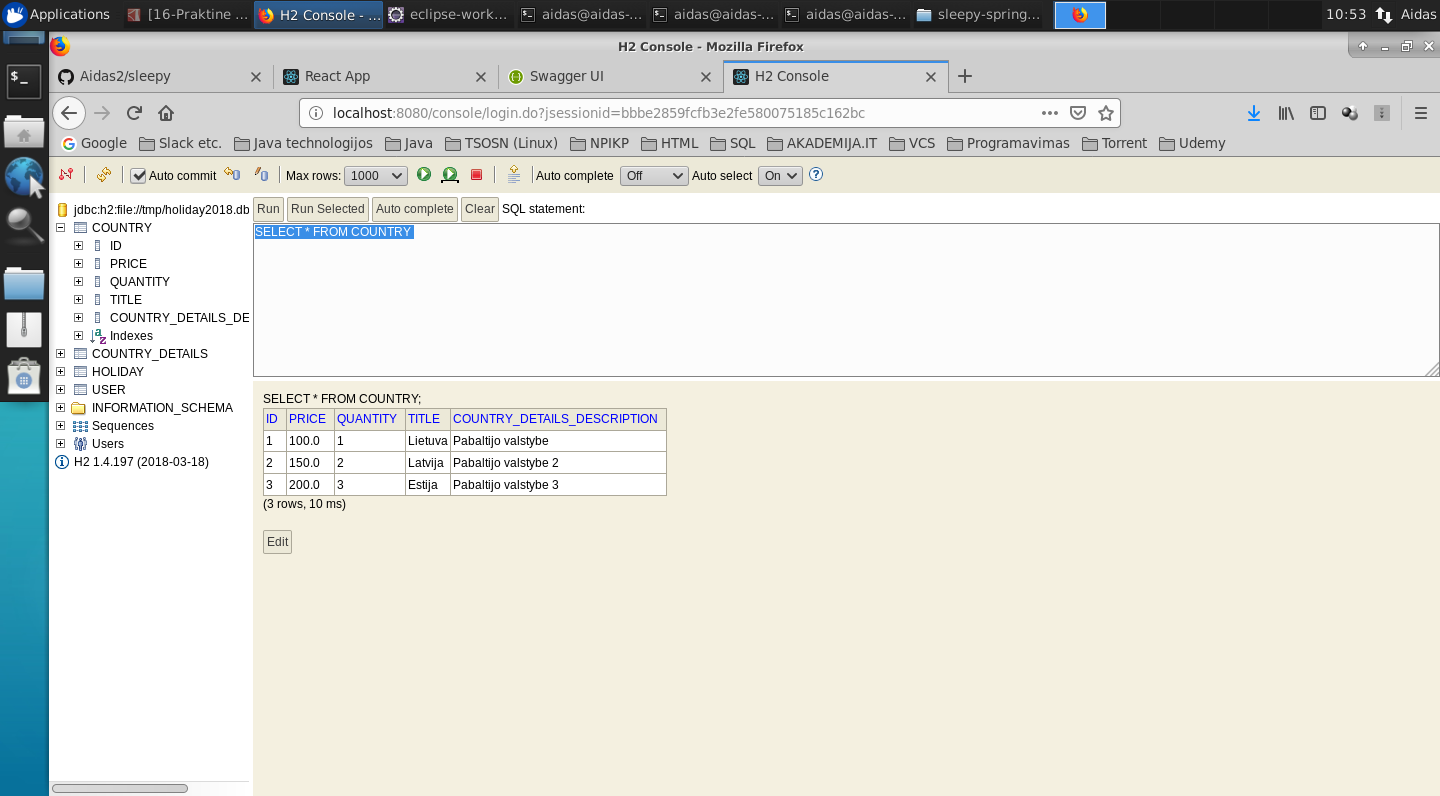 Applications [16-Praktine ... H2 Console - ... eclipse-work... aidas@aidas-... aidas@aidas-... aidas@aidas-... sleepy-spring... 10:53 Aidas
H2 Console - Mozilla Firefox
Aidas2/sleepy React App Swagger UI H2 Console
localhost:8080/console/login.do?jsessionid=bbbe2859fcfb3e2fe580075185c162bc
Google Slack etc. Java technologijos Java TSOSN (Linux) NPIKP HTML SQL AKADEMIJA.IT VCS Programavimas Torrent Udemy
Auto commit Max rows: 1000 Auto complete Off Auto select On
jdbc:h2:file://tmp/holiday2018.db
COUNTRY
ID
PRICE
QUANTITY
TITLE
COUNTRY_DETAILS_DE
Indexes
COUNTRY_DETAILS
HOLIDAY
USER
INFORMATION_SCHEMA
Sequences
Users
H2 1.4.197 (2018-03-18)
Run Run Selected Auto complete Clear SQL statement:
SELECT * FROM COUNTRY
SELECT * FROM COUNTRY;
ID PRICE QUANTITY TITLE COUNTRY_DETAILS_DESCRIPTION
1 100.0 1 Lietuva Pabaltijo valstybe
2 150.0 2 Latvija Pabaltijo valstybe 2
3 200.0 3 Estija Pabaltijo valstybe 3
(3 rows, 10 ms)
Edit